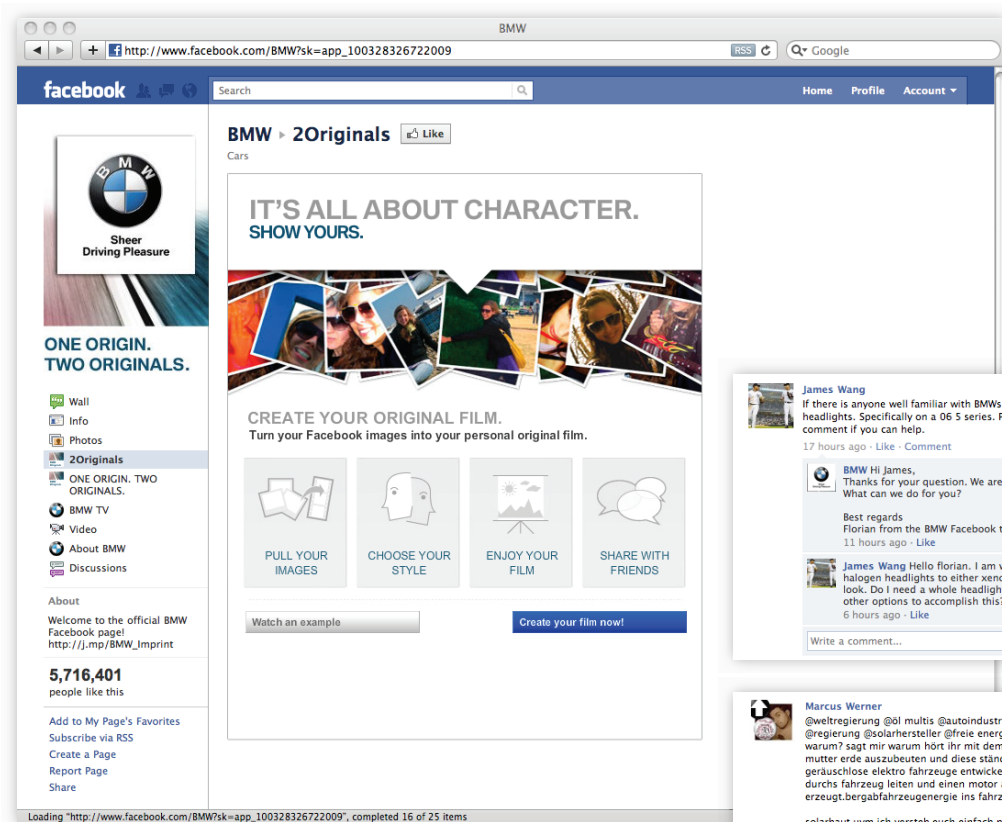 BMW
http://www.facebook.com/BMW?sk=app_100328326722009
RSS
Google
facebook
Search
Home Profile Account
BMW
Sheer
Driving Pleasure
ONE ORIGIN.
TWO ORIGINALS.
Wall
Info
Photos
2Originals
ONE ORIGIN. TWO
ORIGINALS.
BMW TV
Video
About BMW
Discussions
About
Welcome to the official BMW
Facebook page!
http://j.mp/BMW_Imprint
5,716,401
people like this
Add to My Page's Favorites
Subscribe via RSS
Create a Page
Report Page
Share
BMW ▸ 2Originals Like
Cars
IT'S ALL ABOUT CHARACTER.
SHOW YOURS.
CREATE YOUR ORIGINAL FILM.
Turn your Facebook images into your personal original film.
PULL YOUR
IMAGES
CHOOSE YOUR
STYLE
ENJOY YOUR
FILM
SHARE WITH
FRIENDS
Watch an example
Create your film now!
James Wang
If there is anyone well familiar with BMWs
headlights. Specifically on a 06 5 series.
comment if you can help.
17 hours ago · Like · Comment
BMW Hi James,
Thanks for your question. We are
What can we do for you?
Best regards
Florian from the BMW Facebook
11 hours ago · Like
James Wang Hello florian. I am
halogen headlights to either
look. Do I need a whole
other options to accomplish this?
6 hours ago · Like
Write a comment...
Marcus Werner
@weltregierung @öl multis
@regierung @solarhersteller @freie
warum? sagt mir warum hört ihr mit dem
mutter erde auszubeuten und diese
geräuschlose elektro fahrzeuge
durchs fahrzeug leiten und einen motor
erzeugt.bergabfahrzeugenergie ins
solarhaut uvm ich versteh euch einfach
Loading "http://www.facebook.com/BMW?sk=app_100328326722009", completed 16 of 25 items